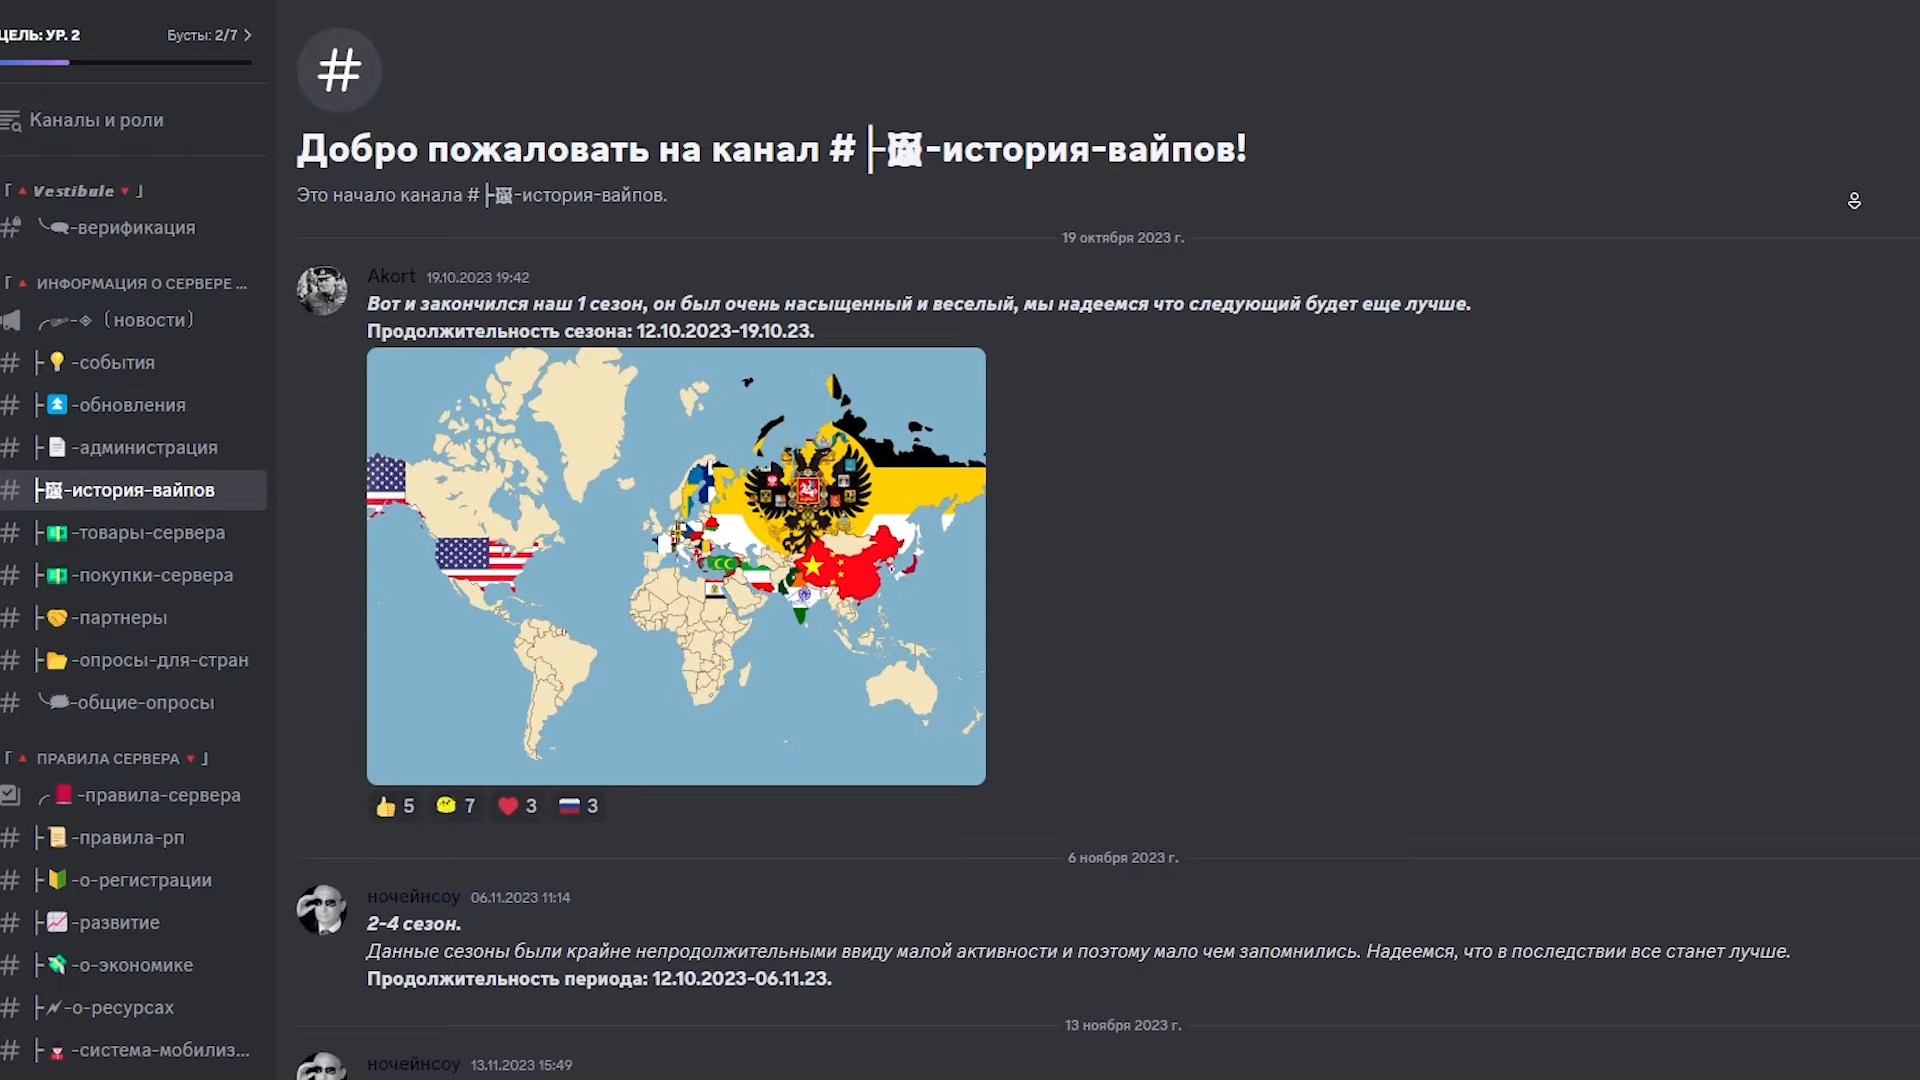 ЦЕЛЬ: УР. 2
Бусты: 2/7
Каналы и роли
「🔺Vestibule🔻」
╰🗨-верификация
「🔺ИНФОРМАЦИЯ О СЕРВЕРЕ ...
-〔новости〕
├💡-события
├⏫-обновления
├📄-администрация
├-история-вайпов
├💵-товары-сервера
├💵-покупки-сервера
├🤝-партнеры
├📂-опросы-для-стран
╰-общие-опросы
「🔺ПРАВИЛА СЕРВЕРА🔻」
╭📕-правила-сервера
├📜-правила-рп
├🔰-о-регистрации
├📈-развитие
├💸-о-экономике
├-о-ресурсах
├-система-мобилиз...
#
Добро пожаловать на канал #├-история-вайпов!
Это начало канала #├-история-вайпов.
19 октября 2023 г.
Akort 19.10.2023 19:42
Вот и закончился наш 1 сезон, он был очень насыщенный и веселый, мы надеемся что следующий будет еще лучше.
Продолжительность сезона: 12.10.2023-19.10.23.
👍 5 7 ❤️ 3 🇷🇺 3
6 ноября 2023 г.
ночейнсоу 06.11.2023 11:14
2-4 сезон.
Данные сезоны были крайне непродолжительными ввиду малой активности и поэтому мало чем запомнились. Надеемся, что в последствии все станет лучше.
Продолжительность периода: 12.10.2023-06.11.23.
13 ноября 2023 г.
ночейнсоу 13.11.2023 15:49